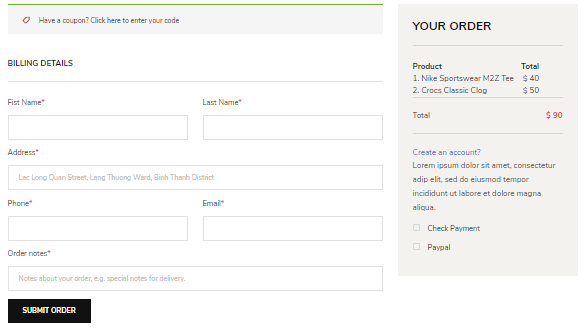 Have a coupon? Click here to enter your code
BILLING DETAILS
Fist Name*
Last Name*
Address*
Lac Long Quan Street, Lang Thuong Ward, Binh Thanh District
Phone*
Email*
Order notes*
Notes about your order, e.g. special notes for delivery.
SUBMIT ORDER
YOUR ORDER
Product Total
1. Nike Sportswear M2Z Tee $ 40
2. Crocs Classic Clog $ 50
Total $ 90
Create an account?
Lorem ipsum dolor sit amet, consectetur
adip elit, sed do eiusmod tempor
incididunt ut labore et dolore magna
aliqua.
Check Payment
Paypal